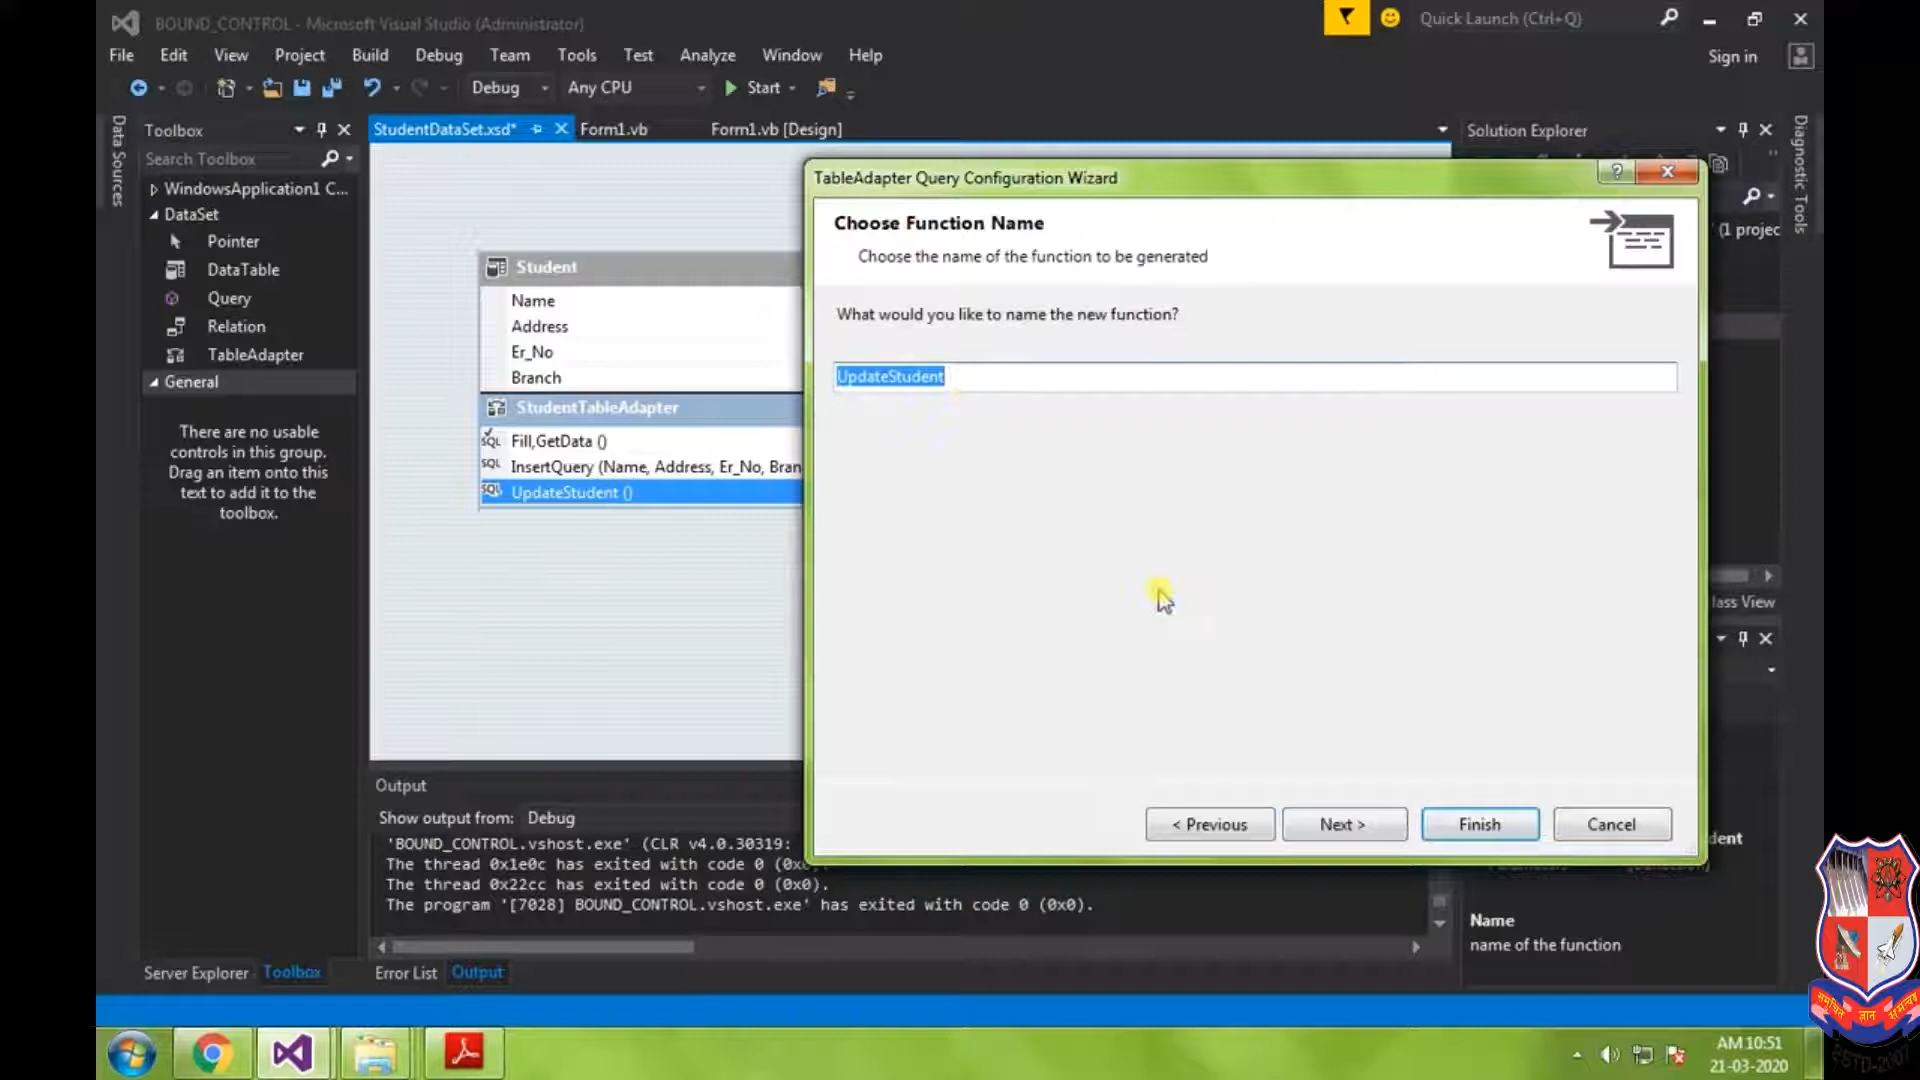 BOUND_CONTROL - Microsoft Visual Studio (Administrator)
Quick Launch (Ctrl+Q)
File Edit View Project Build Debug Team Tools Test Analyze Window Help
Sign in
Debug Any CPU Start
Data Sources
Toolbox
Search Toolbox
WindowsApplication1 C...
DataSet
Pointer
DataTable
Query
Relation
TableAdapter
General
There are no usable
controls in this group.
Drag an item onto this
text to add it to the
toolbox.
Server Explorer Toolbox
StudentDataSet.xsd* Form1.vb Form1.vb [Design]
Student
Name
Address
Er_No
Branch
StudentTableAdapter
SQL Fill,GetData ()
SQL InsertQuery (Name, Address, Er_No, Bran
SQL UpdateStudent ()
TableAdapter Query Configuration Wizard
Choose Function Name
Choose the name of the function to be generated
What would you like to name the new function?
UpdateStudent
< Previous Next > Finish Cancel
Output
Show output from: Debug
'BOUND_CONTROL.vshost.exe' (CLR v4.0.30319:
The thread 0x1e0c has exited with code 0 (0x0).
The thread 0x22cc has exited with code 0 (0x0).
The program '[7028] BOUND_CONTROL.vshost.exe' has exited with code 0 (0x0).
Error List Output
Solution Explorer
(1 projec
Diagnostic Tools
lass View
dent
Name
name of the function
AM 10:51
21-03-2020
ज्ञान